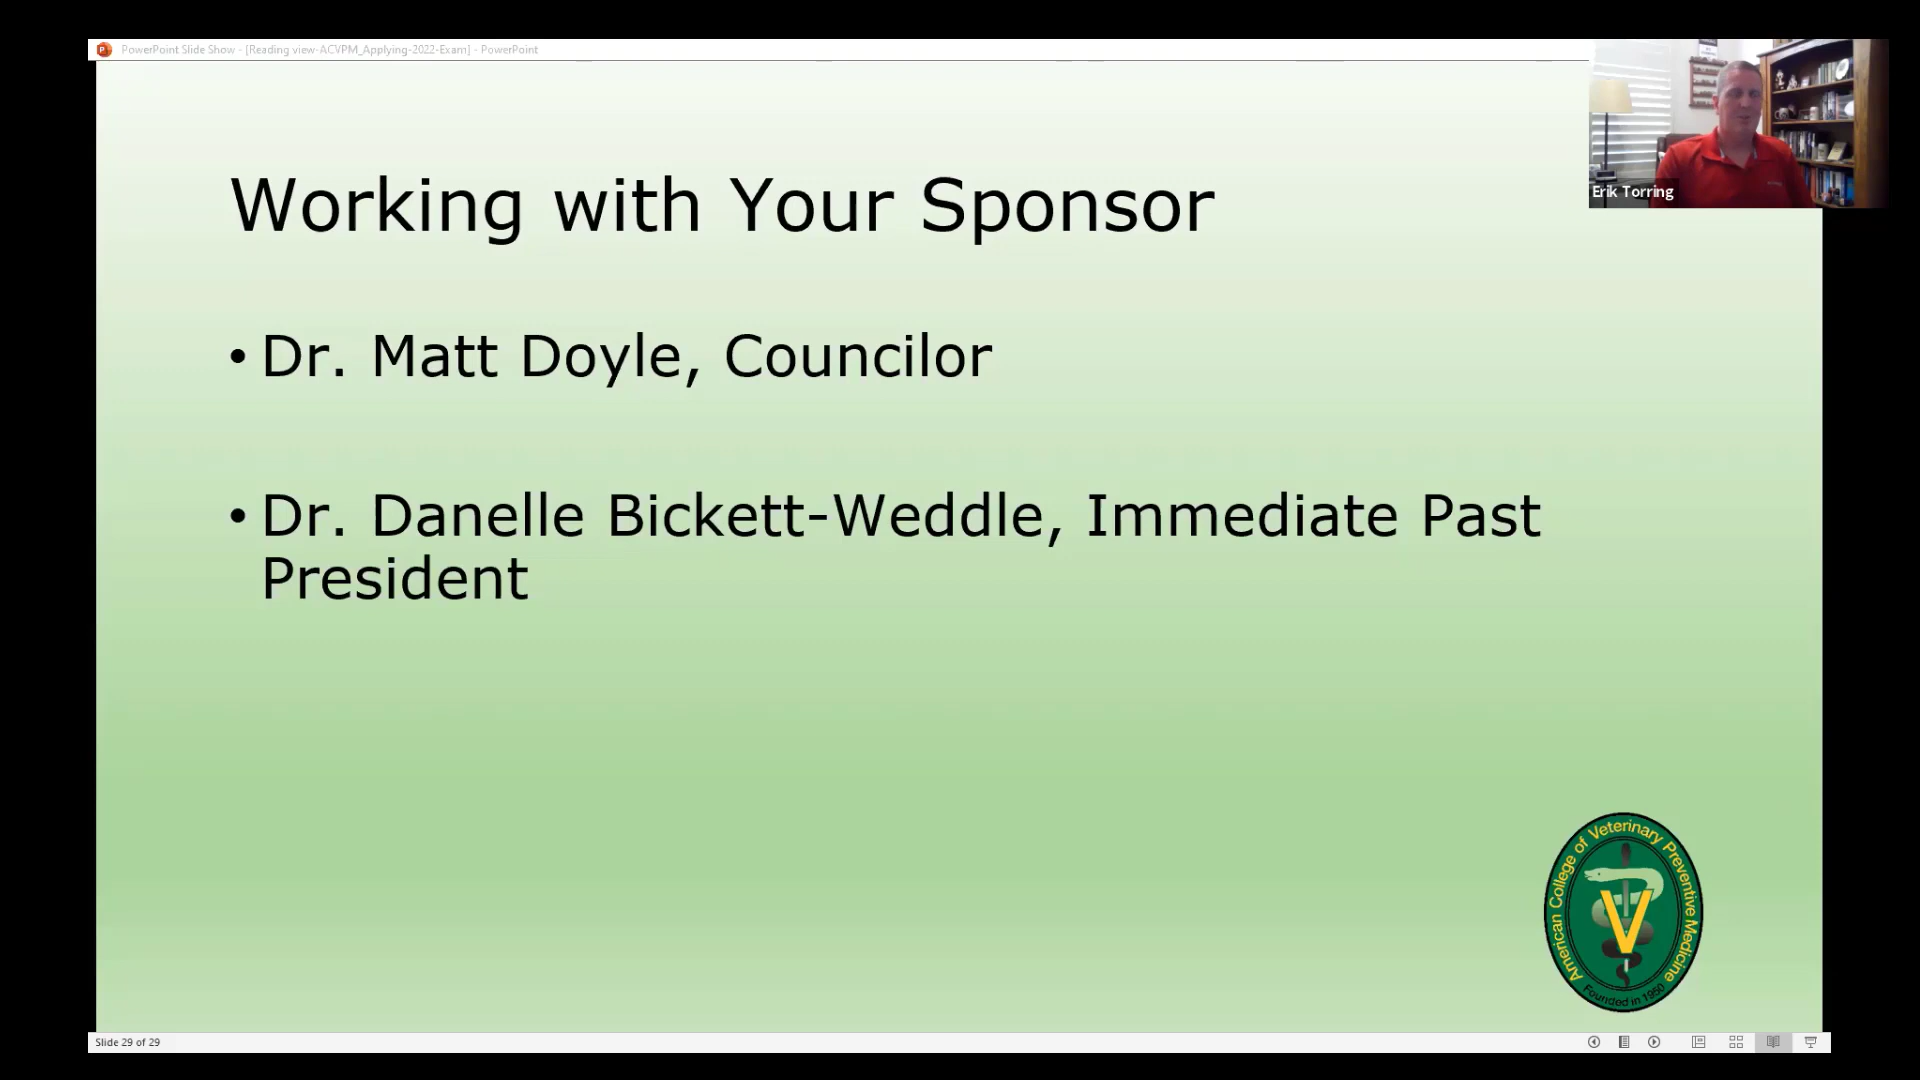 PowerPoint Slide Show - [Reading view-ACVPM_Applying-2022-Exam] - PowerPoint
Erik Torring
Working with Your Sponsor
• Dr. Matt Doyle, Councilor
• Dr. Danelle Bickett-Weddle, Immediate Past
President
American College of Veterinary Preventive Medicine
V
Founded in 1950
Slide 29 of 29